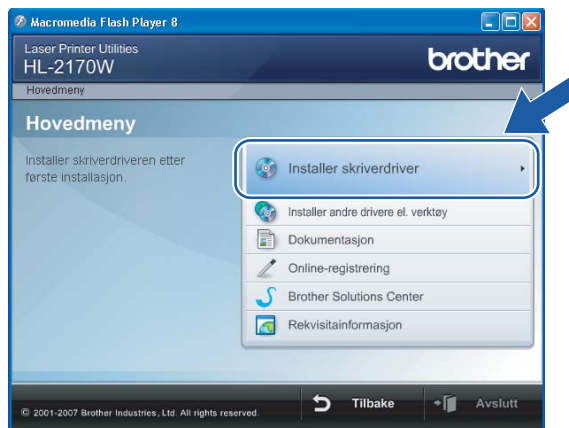 Macromedia Flash Player 8
Laser Printer Utilities
HL-2170W
brother
Hovedmeny
Hovedmeny
Installer skriverdriveren etter
første installasjon.
Installer skriverdriver
Installer andre drivere el. verktøy
Dokumentasjon
Online-registrering
Brother Solutions Center
Rekvisitainformasjon
© 2001-2007 Brother Industries, Ltd. All rights reserved.
Tilbake
Avslutt